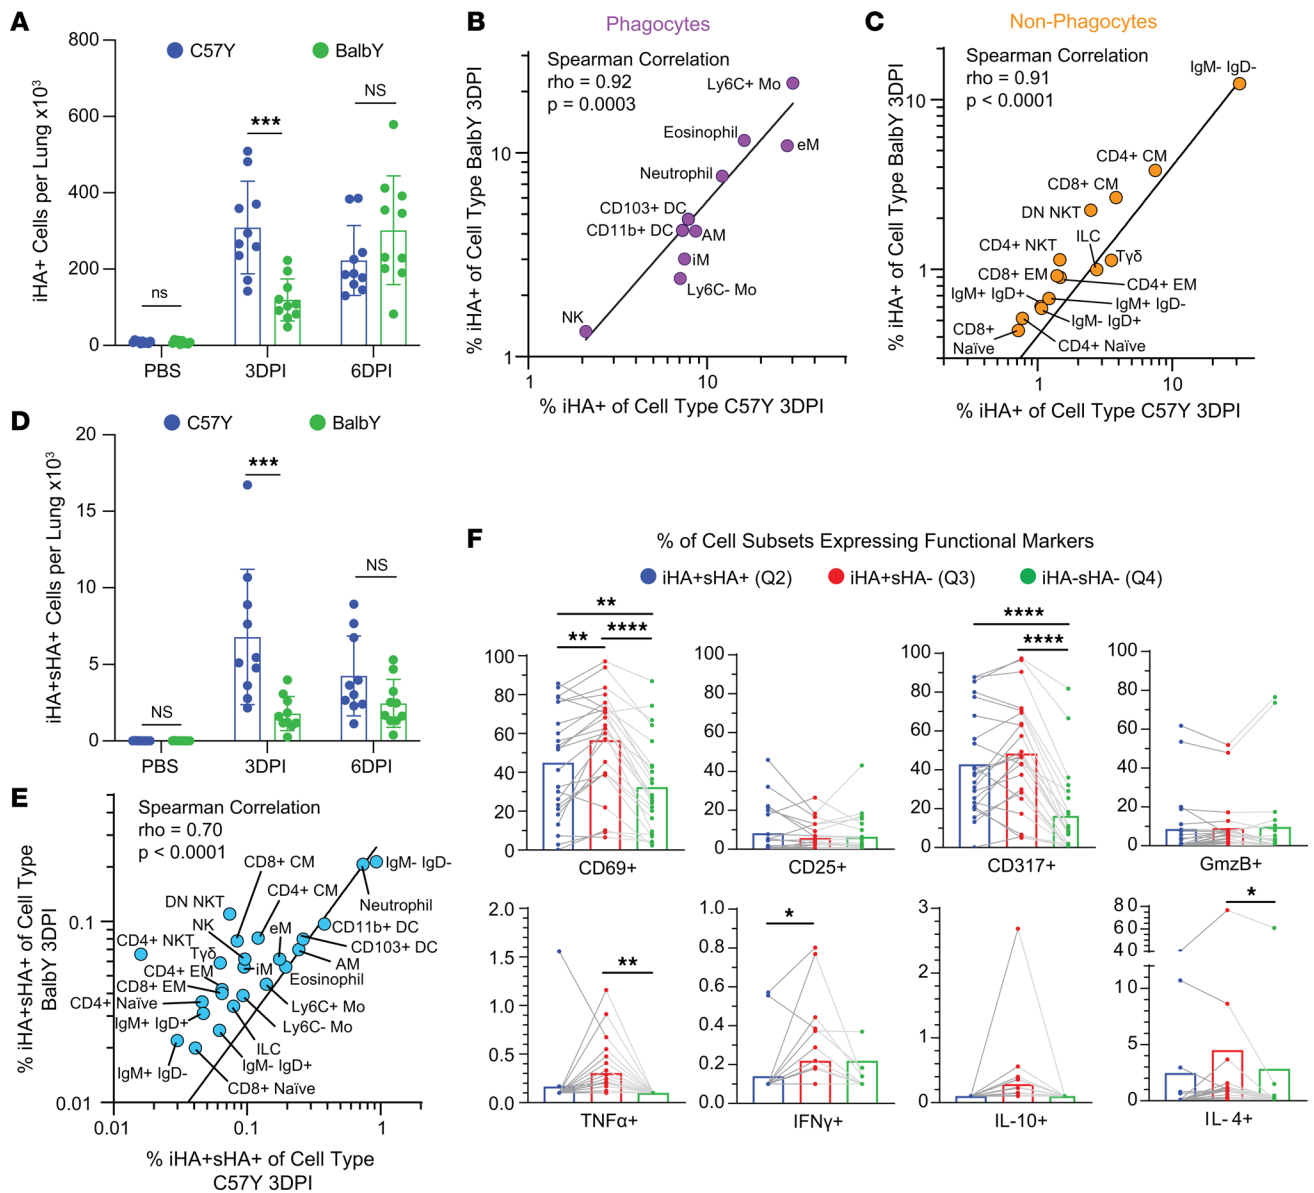 A
C57Y
BalbY
iHA+ Cells per Lung x10³
800
600
400
200
0
ns
***
NS
PBS
3DPI
6DPI
B
Phagocytes
Spearman Correlation
rho = 0.92
p = 0.0003
% iHA+ of Cell Type BalbY 3DPI
10
1
Ly6C+ Mo
Eosinophil
eM
Neutrophil
CD103+ DC
CD11b+ DC
AM
iM
Ly6C- Mo
NK
1
10
% iHA+ of Cell Type C57Y 3DPI
C
Non-Phagocytes
Spearman Correlation
rho = 0.91
p < 0.0001
% iHA+ of Cell Type BalbY 3DPI
10
1
IgM- IgD-
CD4+ CM
CD8+ CM
DN NKT
ILC
CD4+ NKT
Tγδ
CD8+ EM
CD4+ EM
IgM+ IgD+
IgM+ IgD-
IgM- IgD+
CD8+
Naïve
CD4+ Naïve
1
10
% iHA+ of Cell Type C57Y 3DPI
D
C57Y
BalbY
iHA+sHA+ Cells per Lung x10³
20
15
10
5
0
NS
***
NS
PBS
3DPI
6DPI
E
Spearman Correlation
rho = 0.70
p < 0.0001
% iHA+sHA+ of Cell Type
BalbY 3DPI
0.1
0.01
CD8+ CM
IgM- IgD-
DN NKT
CD4+ CM
Neutrophil
NK
eM
CD11b+ DC
CD4+ NKT
CD103+ DC
Tγδ
iM
AM
CD4+ EM
Eosinophil
CD8+ EM
CD4+ Naïve
Ly6C+ Mo
IgM+ IgD+
Ly6C- Mo
ILC
IgM+ IgD-
IgM- IgD+
CD8+ Naïve
0.01
0.1
1
% iHA+sHA+ of Cell Type
C57Y 3DPI
F
% of Cell Subsets Expressing Functional Markers
iHA+sHA+ (Q2)
iHA+sHA- (Q3)
iHA-sHA- (Q4)
**
**
****
100
80
60
40
20
0
CD69+
100
80
60
40
20
0
CD25+
****
****
100
80
60
40
20
0
CD317+
100
80
60
40
20
0
GmzB+
**
2.0
1.5
1.0
0.5
0.0
TNFα+
*
1.0
0.8
0.6
0.4
0.2
0.0
IFNγ+
3
2
1
0
IL-10+
*
80
60
40
10
5
0
IL-4+